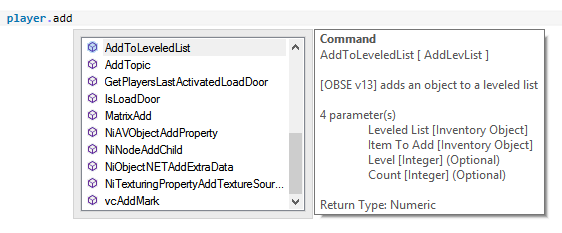 player.add
AddToLeveledList
AddTopic
GetPlayersLastActivatedLoadDoor
IsLoadDoor
MatrixAdd
NiAVObjectAddProperty
NiNodeAddChild
NiObjectNETAddExtraData
NiTexturingPropertyAddTextureSour...
vcAddMark
Command
AddToLeveledList [ AddLevList ]
[OBSE v13] adds an object to a leveled list
4 parameter(s)
Leveled List [Inventory Object]
Item To Add [Inventory Object]
Level [Integer] (Optional)
Count [Integer] (Optional)
Return Type: Numeric